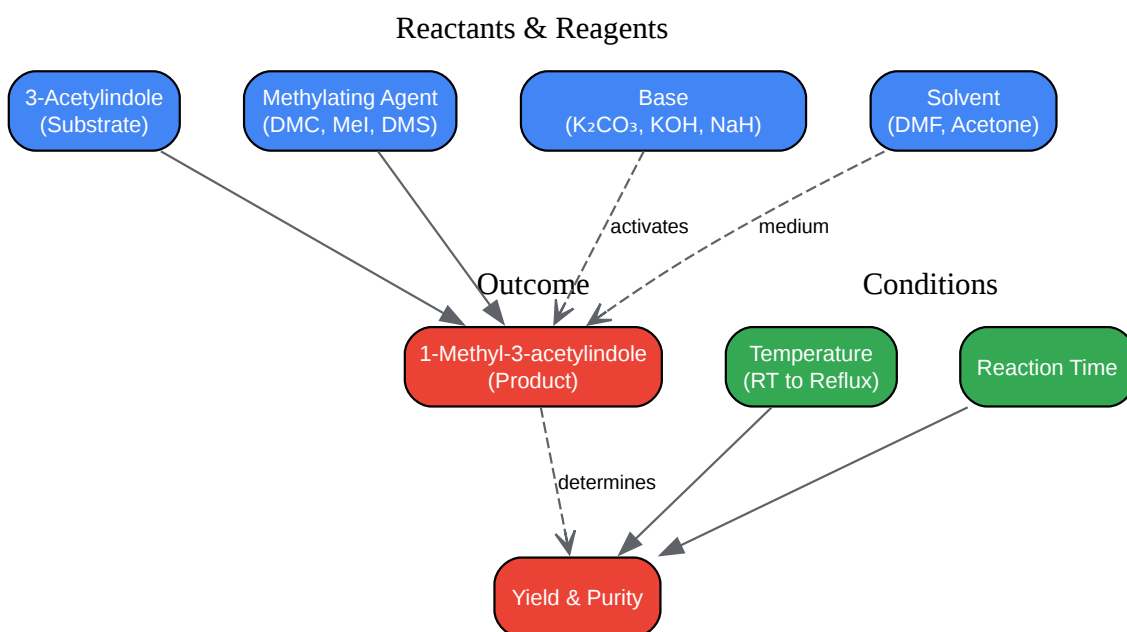 Reactants & Reagents
3-Acetylindole
(Substrate)
Methylating Agent
(DMC, MeI, DMS)
Base
(K₂CO₃, KOH, NaH)
Solvent
(DMF, Acetone)
activates
medium
Outcome
Conditions
1-Methyl-3-acetylindole
(Product)
Temperature
(RT to Reflux)
Reaction Time
determines
Yield & Purity